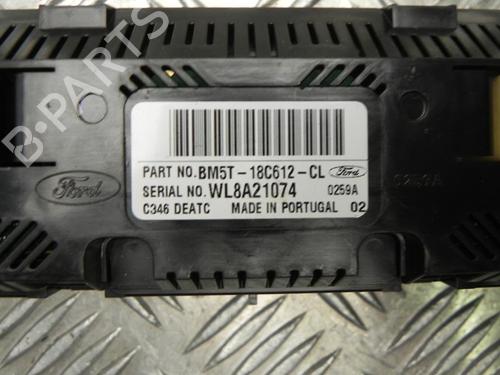 B-PARTS
PART NO. BM5T-18C612-CL Ford
SERIAL NO. WL8A21074 0259A
C346 DEATC MADE IN PORTUGAL 02
Ford